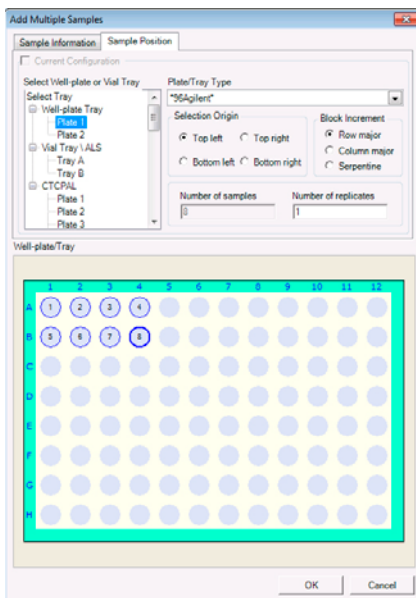 Add Multiple Samples
Sample Information Sample Position
Current Configuration
Select Well-plate or Vial Tray
Select Tray
Well-plate Tray
Plate 1
Plate 2
Vial Tray \ ALS
Tray A
Tray B
CTCPAL
Plate 1
Plate 2
Plate 3
Plate/Tray Type
"96Agilent"
Selection Origin
Top left Top right
Bottom left Bottom right
Block Increment
Row major
Column major
Serpentine
Number of samples Number of replicates
8 1
Well-plate/Tray
1 2 3 4 5 6 7 8 9 10 11 12
A 1 2 3 4
B 5 6 7 8
C
D
E
F
G
H
OK Cancel